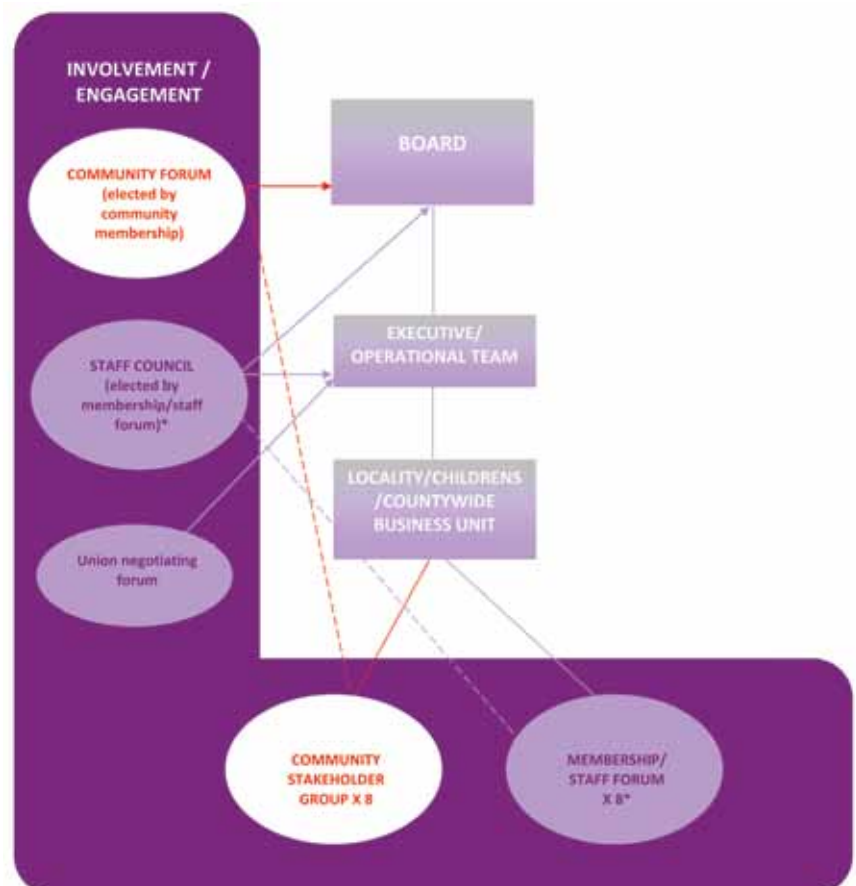 INVOLVEMENT /
ENGAGEMENT
COMMUNITY FORUM
(elected by
community
membership)
BOARD
STAFF COUNCIL
(elected by
membership/staff
forum)*
EXECUTIVE/
OPERATIONAL TEAM
LOCALITY/CHILDRENS
/COUNTYWIDE
BUSINESS UNIT
Union negotiating
forum
COMMUNITY
STAKEHOLDER
GROUP X 8
MEMBERSHIP/
STAFF FORUM
X 8*